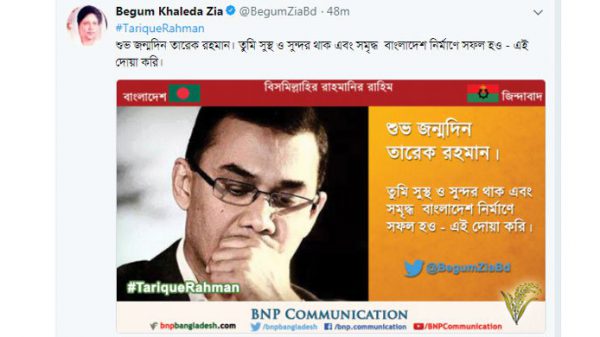 Begum Khaleda Zia @BegumZiaBd · 48m
#TariqueRahman
শুভ জন্মদিন তারেক রহমান। তুমি সুস্থ ও সুন্দর থাক এবং সমৃদ্ধ বাংলাদেশ নির্মাণে সফল হও - এই
দোয়া করি।
বিসমিল্লাহির রাহমানির রাহিম
বাংলাদেশ জিন্দাবাদ
শুভ জন্মদিন
তারেক রহমান।
তুমি সুস্থ ও সুন্দর থাক এবং
সমৃদ্ধ বাংলাদেশ নির্মাণে
সফল হও - এই দোয়া করি।
@BegumZiaBd
#TariqueRahman
BNP COMMUNICATION
bnpbangladesh.com /bnpbangladesh /bnp.communication /BNPCommunication